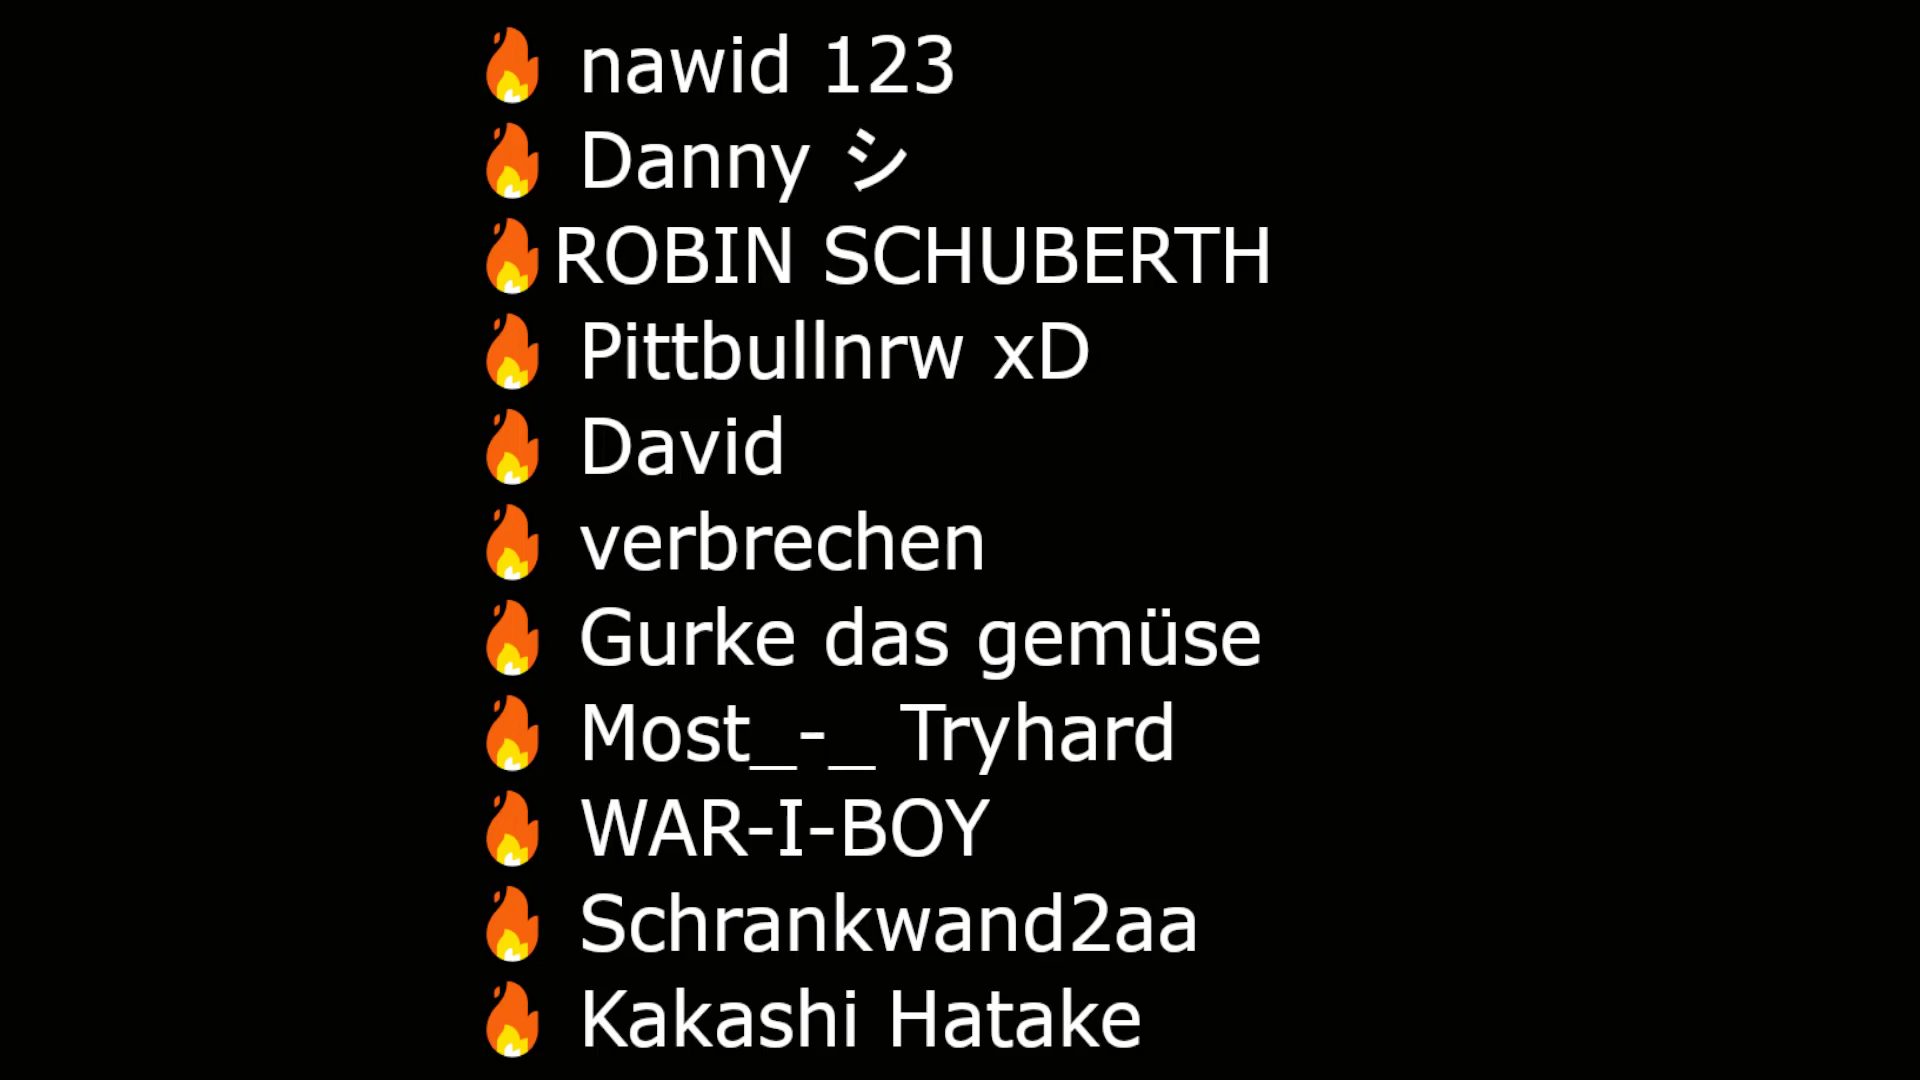 🔥 nawid 123
🔥 Danny シ
🔥ROBIN SCHUBERTH
🔥 Pittbullnrw xD
🔥 David
🔥 verbrechen
🔥 Gurke das gemüse
🔥 Most_-_ Tryhard
🔥 WAR-I-BOY
🔥 Schrankwand2aa
🔥 Kakashi Hatake